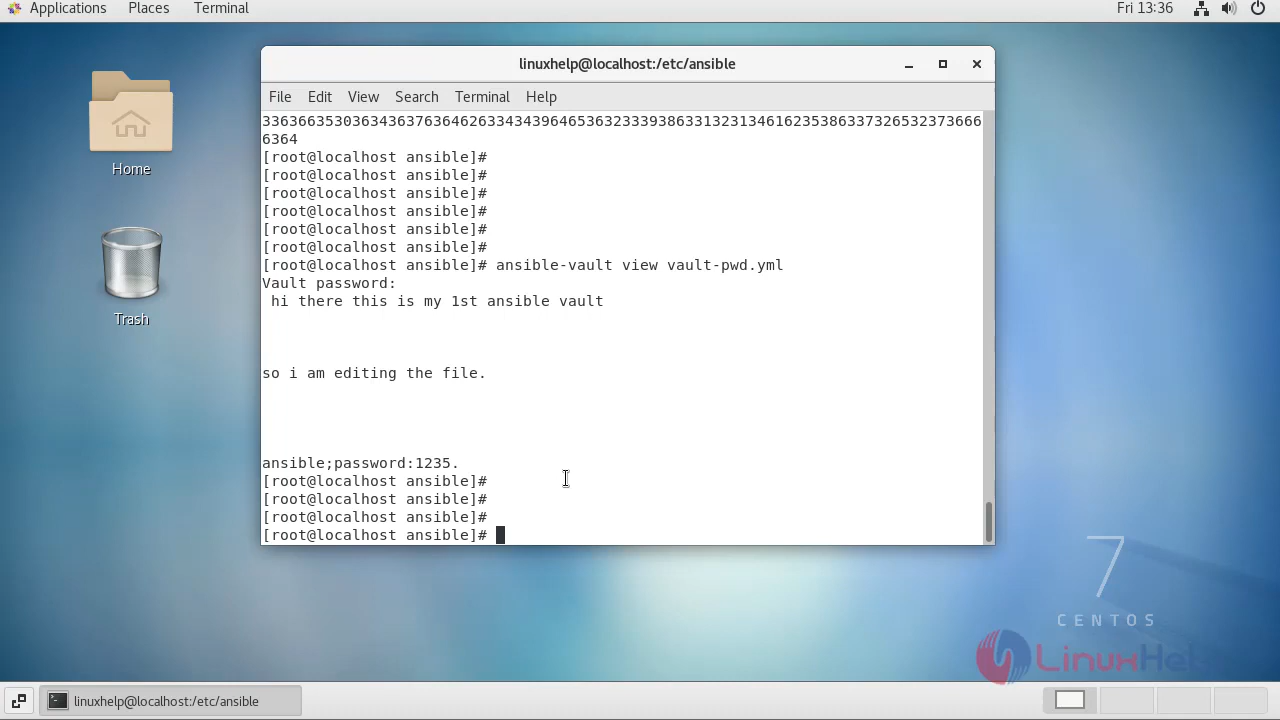 Applications Places Terminal Fri 13:36
linuxhelp@localhost:/etc/ansible
File Edit View Search Terminal Help
33636635303634363763646263343439646536323339386331323134616235386337326532373666
6364
[root@localhost ansible]#
[root@localhost ansible]#
[root@localhost ansible]#
[root@localhost ansible]#
[root@localhost ansible]#
[root@localhost ansible]#
[root@localhost ansible]# ansible-vault view vault-pwd.yml
Vault password:
hi there this is my 1st ansible vault
so i am editing the file.
ansible;password:1235.
[root@localhost ansible]#
[root@localhost ansible]#
[root@localhost ansible]#
[root@localhost ansible]#
Home
Trash
7
CENTOS
LinuxHelp
linuxhelp@localhost:/etc/ansible